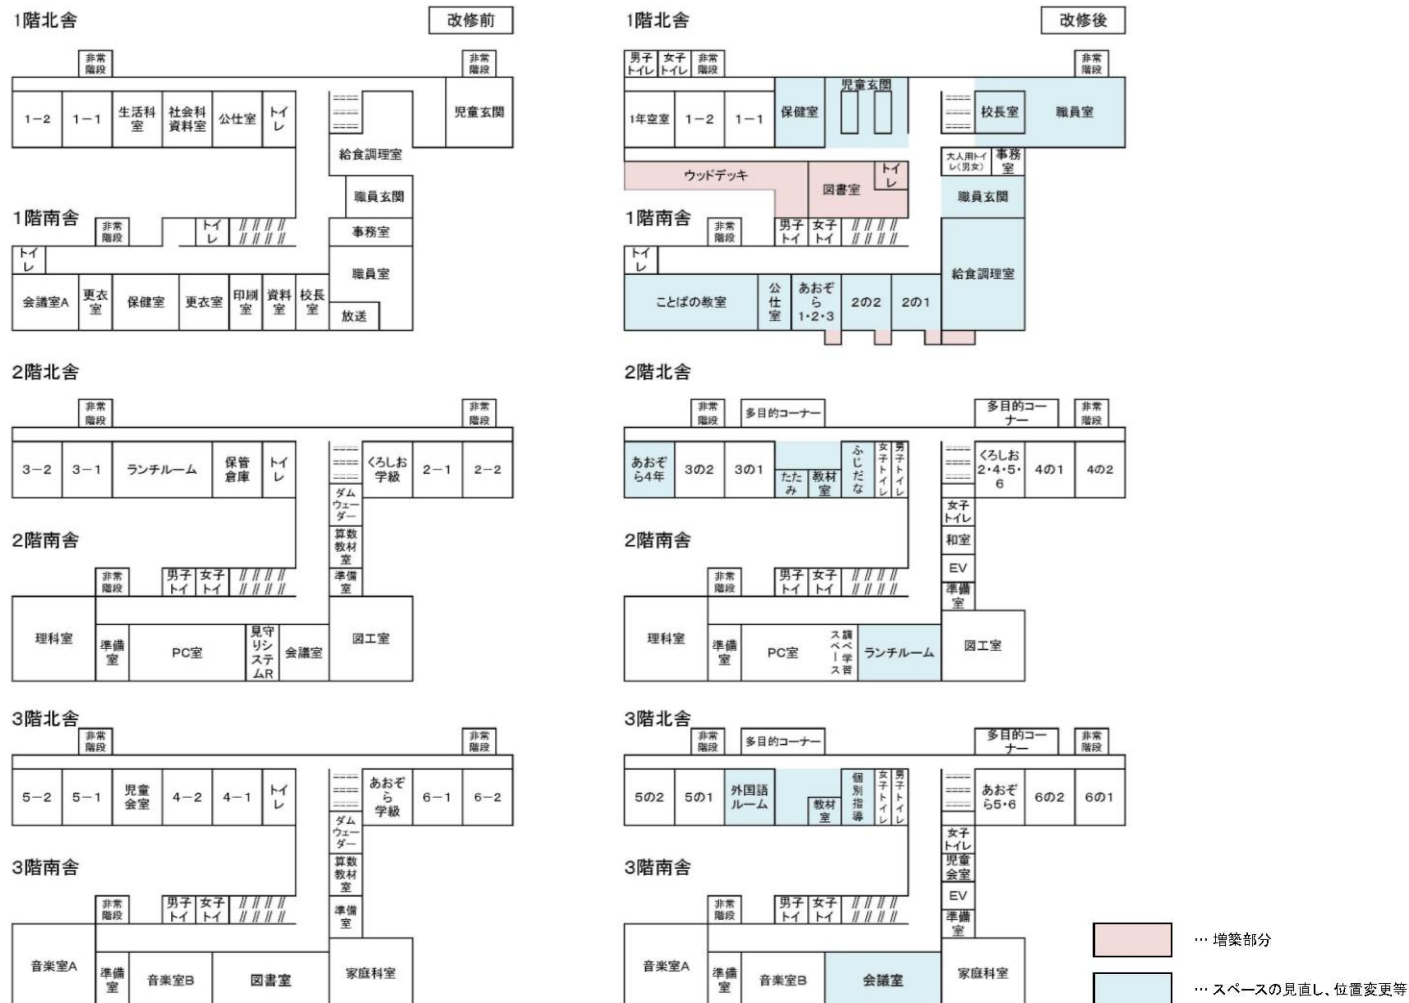 1階北舎
改修前
非常
階段
非常
階段
1－2
1－1
生活科
室
社会科
資料室
公仕室
トイ
レ
児童玄関
給食調理室
職員玄関
1階南舎
非常
階段
トイ
レ
事務室
トイ
レ
職員室
会議室A
更衣
室
保健室
更衣室
印刷
室
資料
室
校長
室
放送
2階北舎
非常
階段
非常
階段
3－2
3－1
ランチルーム
保管
倉庫
トイ
レ
くろしお
学級
2－1
2－2
ダム
ウェー
ダー
算数
教材
室
準備
室
2階南舎
非常
階段
男子
トイ
女子
トイ
理科室
準備
室
PC室
見守
りシ
ステ
ムR
会議室
図工室
3階北舎
非常
階段
非常
階段
5－2
5－1
児童
会室
4－2
4－1
トイ
レ
あおぞ
ら
学級
6－1
6－2
ダム
ウェー
ダー
算数
教材
室
準備
室
3階南舎
非常
階段
男子
トイ
女子
トイ
音楽室A
準備
室
音楽室B
図書室
家庭科室
1階北舎
改修後
男子
トイレ
女子
トイレ
非常
階段
非常
階段
1年空室
1－2
1－1
保健室
児童玄関
校長室
職員室
大人用トイ
レ(男女)
事務
室
ウッドデッキ
図書室
トイ
レ
職員玄関
1階南舎
非常
階段
男子
トイ
女子
トイ
トイ
レ
給食調理室
ことばの教室
公
仕
室
あおぞ
ら
1・2・3
2の2
2の1
2階北舎
非常
階段
多目的コーナー
多目的コー
ナー
非常
階段
あおぞ
ら4年
3の2
3の1
たた
み
教材
室
ふ
じ
だ
な
女子トイレ
男子トイレ
くろしお
2・4・5・
6
4の1
4の2
女子
トイレ
和室
EV
準備
室
2階南舎
非常
階段
男子
トイ
女子
トイ
理科室
準備
室
PC室
調べ学習
スペース
ランチルーム
図工室
3階北舎
非常
階段
多目的コーナー
多目的コー
ナー
非常
階段
5の2
5の1
外国語
ルーム
教材
室
個
別
指
導
女子トイレ
男子トイレ
あおぞ
ら5・6
6の2
6の1
女子
トイレ
児童
会室
EV
準備
室
3階南舎
非常
階段
男子
トイ
女子
トイ
音楽室A
準備
室
音楽室B
会議室
家庭科室
… 増築部分
… スペースの見直し、位置変更等